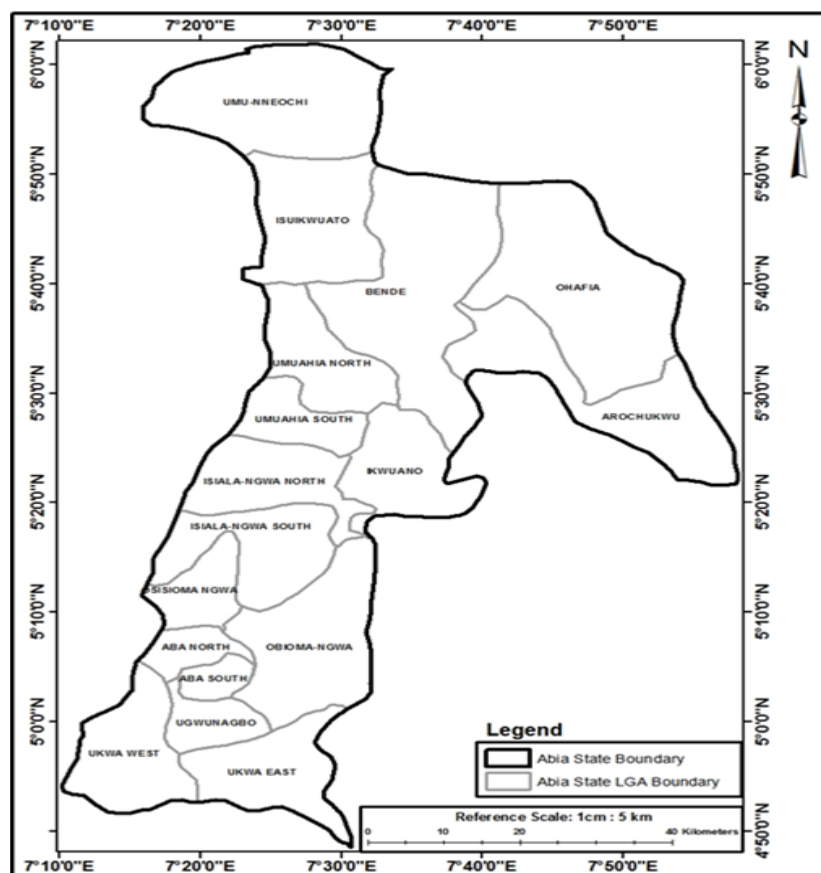 7°10'0"E 7°20'0"E 7°30'0"E 7°40'0"E 7°50'0"E
N
6°0'0"N 6°0'0"N
UMU-NNEOCHI
5°50'0"N 5°50'0"N
ISUIKWUATO
5°40'0"N 5°40'0"N
BENDE
OHAFIA
UMUAHIA NORTH
5°30'0"N 5°30'0"N
UMUAHIA SOUTH
AROCHUKWU
IKWUANO
ISIALA-NGWA NORTH
5°20'0"N 5°20'0"N
ISIALA-NGWA SOUTH
OSISIOMA NGWA
5°10'0"N 5°10'0"N
ABA NORTH
OBIOMA-NGWA
ABA SOUTH
UGWUNAGBO
5°0'0"N 5°0'0"N
UKWA WEST
UKWA EAST
Legend
Abia State Boundary
Abia State LGA Boundary
Reference Scale: 1cm : 5 km
0 10 20 40 Kilometers
4°50'0"N
7°10'0"E 7°20'0"E 7°30'0"E 7°40'0"E 7°50'0"E